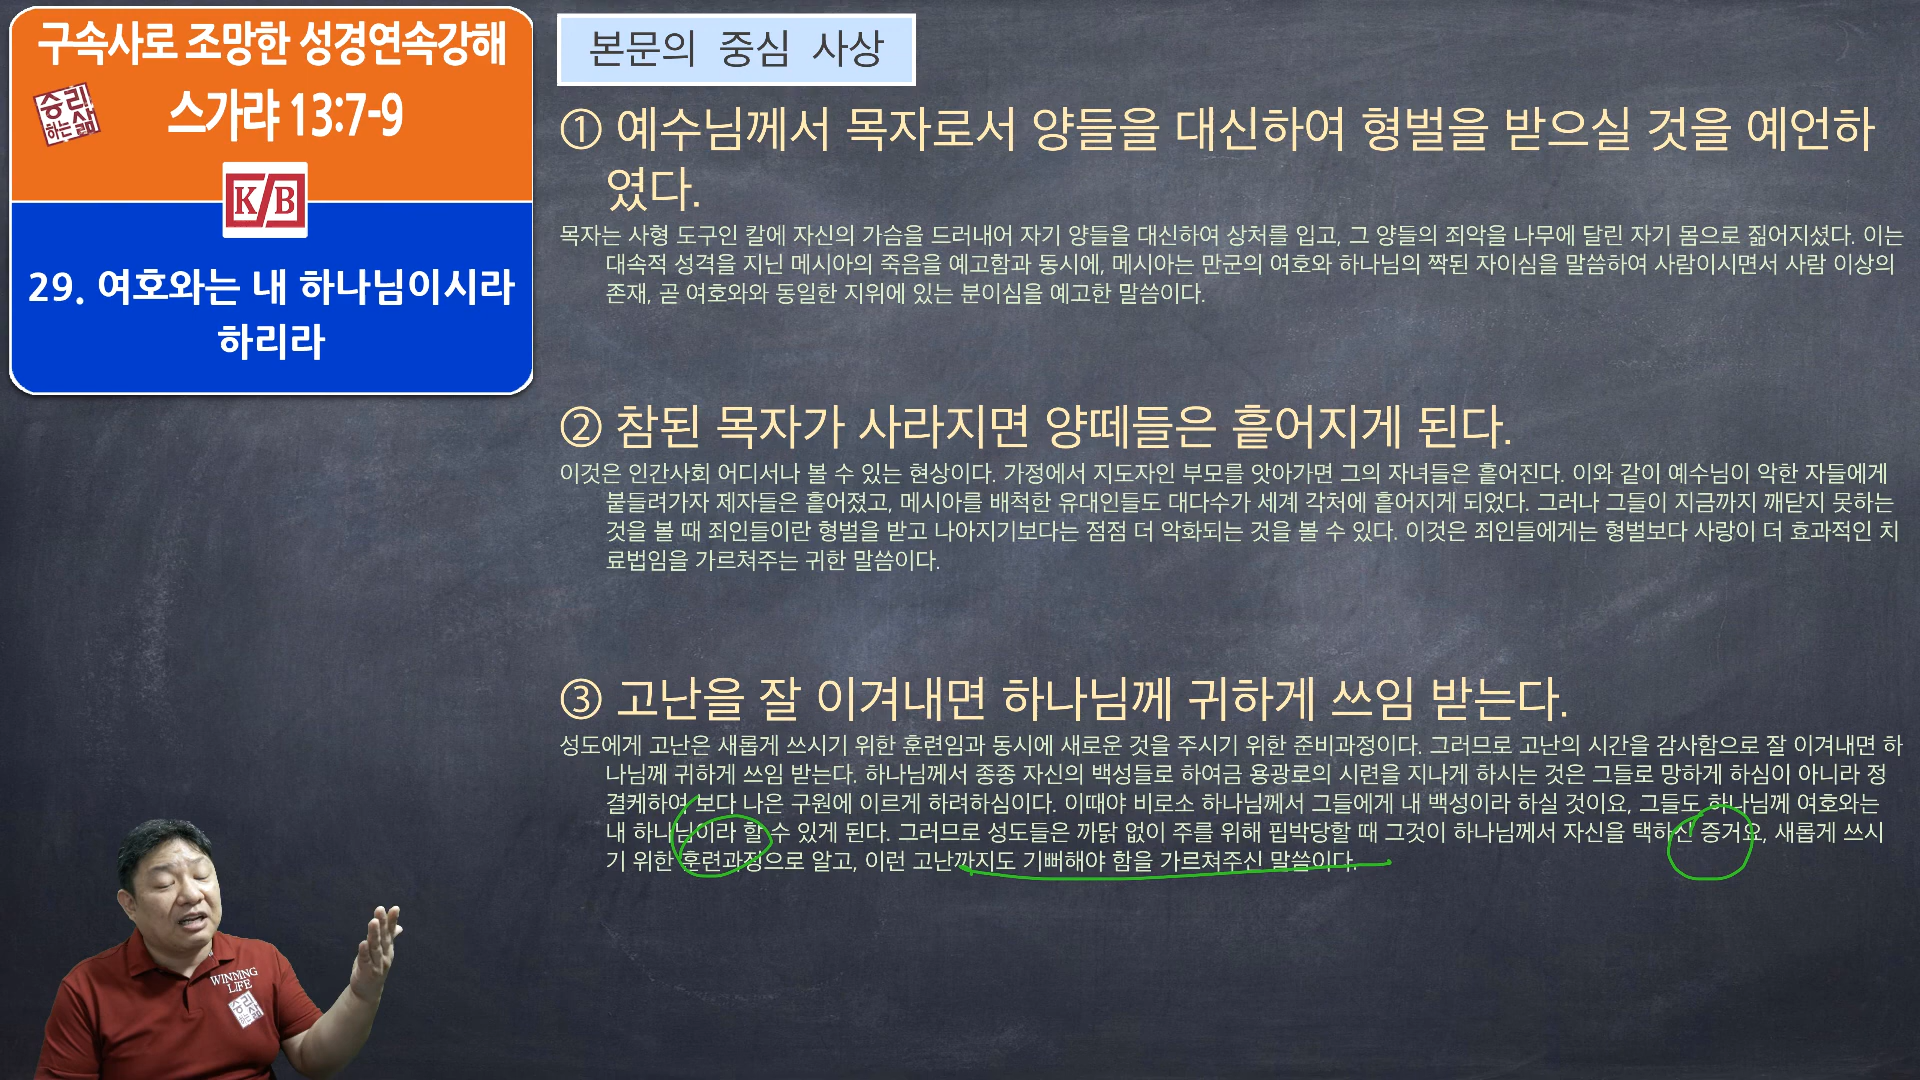 구속사로 조망한 성경연속강해
스가랴 13:7-9
승리
하는 삶
K/B
29. 여호와는 내 하나님이시라
하리라
본문의 중심 사상
① 예수님께서 목자로서 양들을 대신하여 형벌을 받으실 것을 예언하
였다.
목자는 사형 도구인 칼에 자신의 가슴을 드러내어 자기 양들을 대신하여 상처를 입고, 그 양들의 죄악을 나무에 달린 자기 몸으로 짊어지셨다. 이는
대속적 성격을 지닌 메시아의 죽음을 예고함과 동시에, 메시아는 만군의 여호와 하나님의 짝된 자이심을 말씀하여 사람이시면서 사람 이상의
존재, 곧 여호와와 동일한 지위에 있는 분이심을 예고한 말씀이다.
② 참된 목자가 사라지면 양떼들은 흩어지게 된다.
이것은 인간사회 어디서나 볼 수 있는 현상이다. 가정에서 지도자인 부모를 앗아가면 그의 자녀들은 흩어진다. 이와 같이 예수님이 악한 자들에게
붙들려가자 제자들은 흩어졌고, 메시아를 배척한 유대인들도 대다수가 세계 각처에 흩어지게 되었다. 그러나 그들이 지금까지 깨닫지 못하는
것을 볼 때 죄인들이란 형벌을 받고 나아지기보다는 점점 더 악화되는 것을 볼 수 있다. 이것은 죄인들에게는 형벌보다 사랑이 더 효과적인 치
료법임을 가르쳐주는 귀한 말씀이다.
③ 고난을 잘 이겨내면 하나님께 귀하게 쓰임 받는다.
성도에게 고난은 새롭게 쓰시기 위한 훈련임과 동시에 새로운 것을 주시기 위한 준비과정이다. 그러므로 고난의 시간을 감사함으로 잘 이겨내면 하
나님께 귀하게 쓰임 받는다. 하나님께서 종종 자신의 백성들로 하여금 용광로의 시련을 지나게 하시는 것은 그들로 망하게 하심이 아니라 정
결케하여 보다 나은 구원에 이르게 하려하심이다. 이때야 비로소 하나님께서 그들에게 내 백성이라 하실 것이요, 그들도 하나님께 여호와는
내 하나님이라 할 수 있게 된다. 그러므로 성도들은 까닭 없이 주를 위해 핍박당할 때 그것이 하나님께서 자신을 택하신 증거요, 새롭게 쓰시
기 위한 훈련과정으로 알고, 이런 고난까지도 기뻐해야 함을 가르쳐주신 말씀이다.
WINNING
LIFE
승리
하는 삶